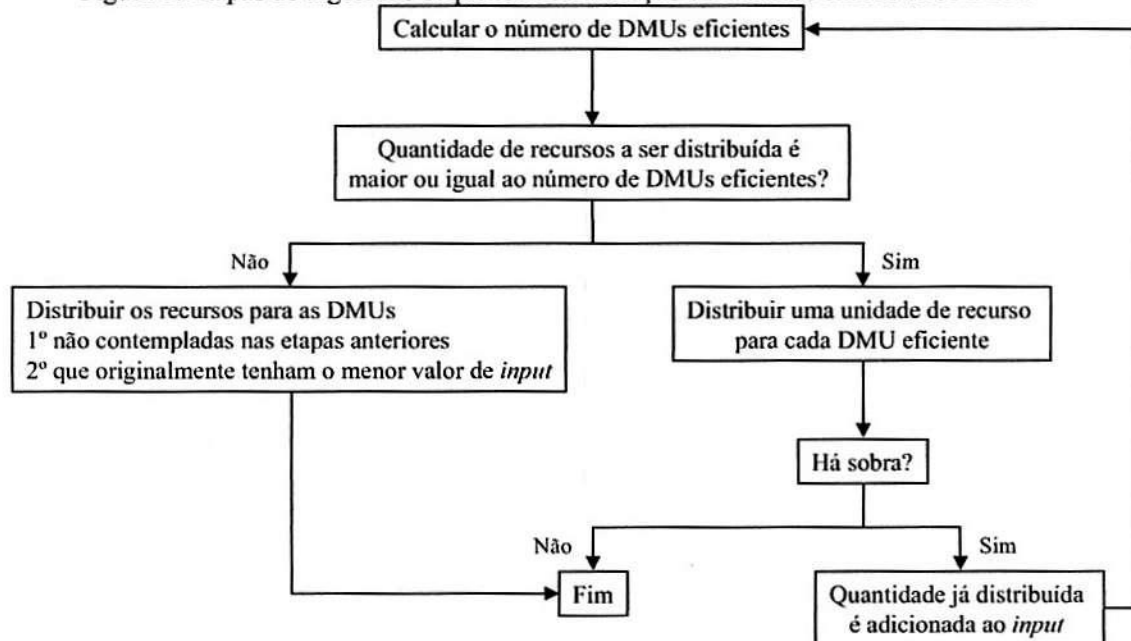 Calcular o número de DMUs eficientes
Quantidade de recursos a ser distribuída é
maior ou igual ao número de DMUs eficientes?
Não
Sim
Distribuir os recursos para as DMUs
1º não contempladas nas etapas anteriores
2º que originalmente tenham o menor valor de input
Distribuir uma unidade de recurso
para cada DMU eficiente
Há sobra?
Não
Sim
Fim
Quantidade já distribuída
é adicionada ao input